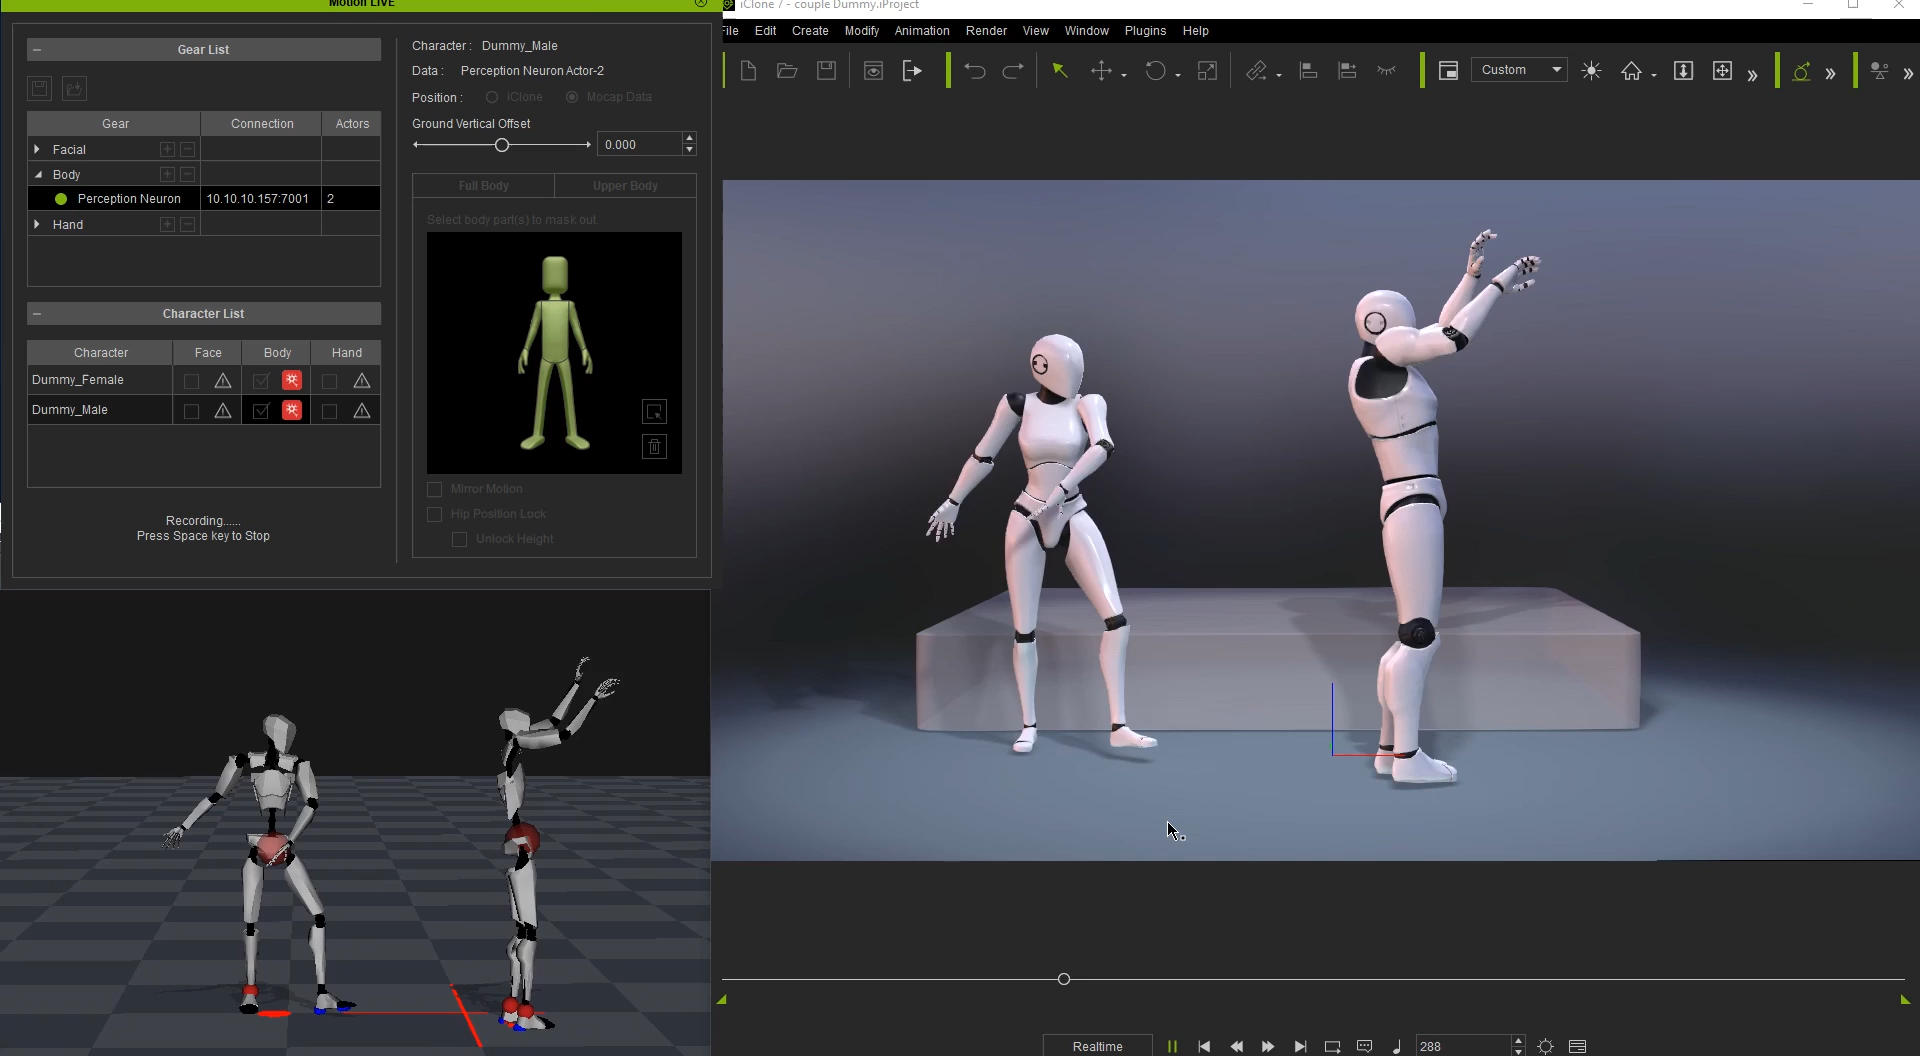 Motion LIVE
Gear List
Gear Connection Actors
Facial
Body
Perception Neuron 10.10.10.157:7001 2
Hand
Character List
Character Face Body Hand
Dummy_Female
Dummy_Male
Recording......
Press Space key to Stop
Character : Dummy_Male
Data : Perception Neuron Actor-2
Position : iClone Mocap Data
Ground Vertical Offset
0.000
Full Body Upper Body
Select body part(s) to mask out.
Mirror Motion
Hip Position Lock
Unlock Height
iClone 7 - couple Dummy.iProject
File Edit Create Modify Animation Render View Window Plugins Help
Custom
Realtime 288